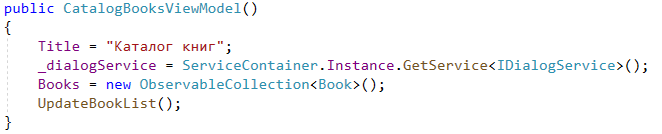 public CatalogBooksViewModel()
{
    Title = "Каталог книг";
    _dialogService = ServiceContainer.Instance.GetService<IDialogService>();
    Books = new ObservableCollection<Book>();
    UpdateBookList();
}